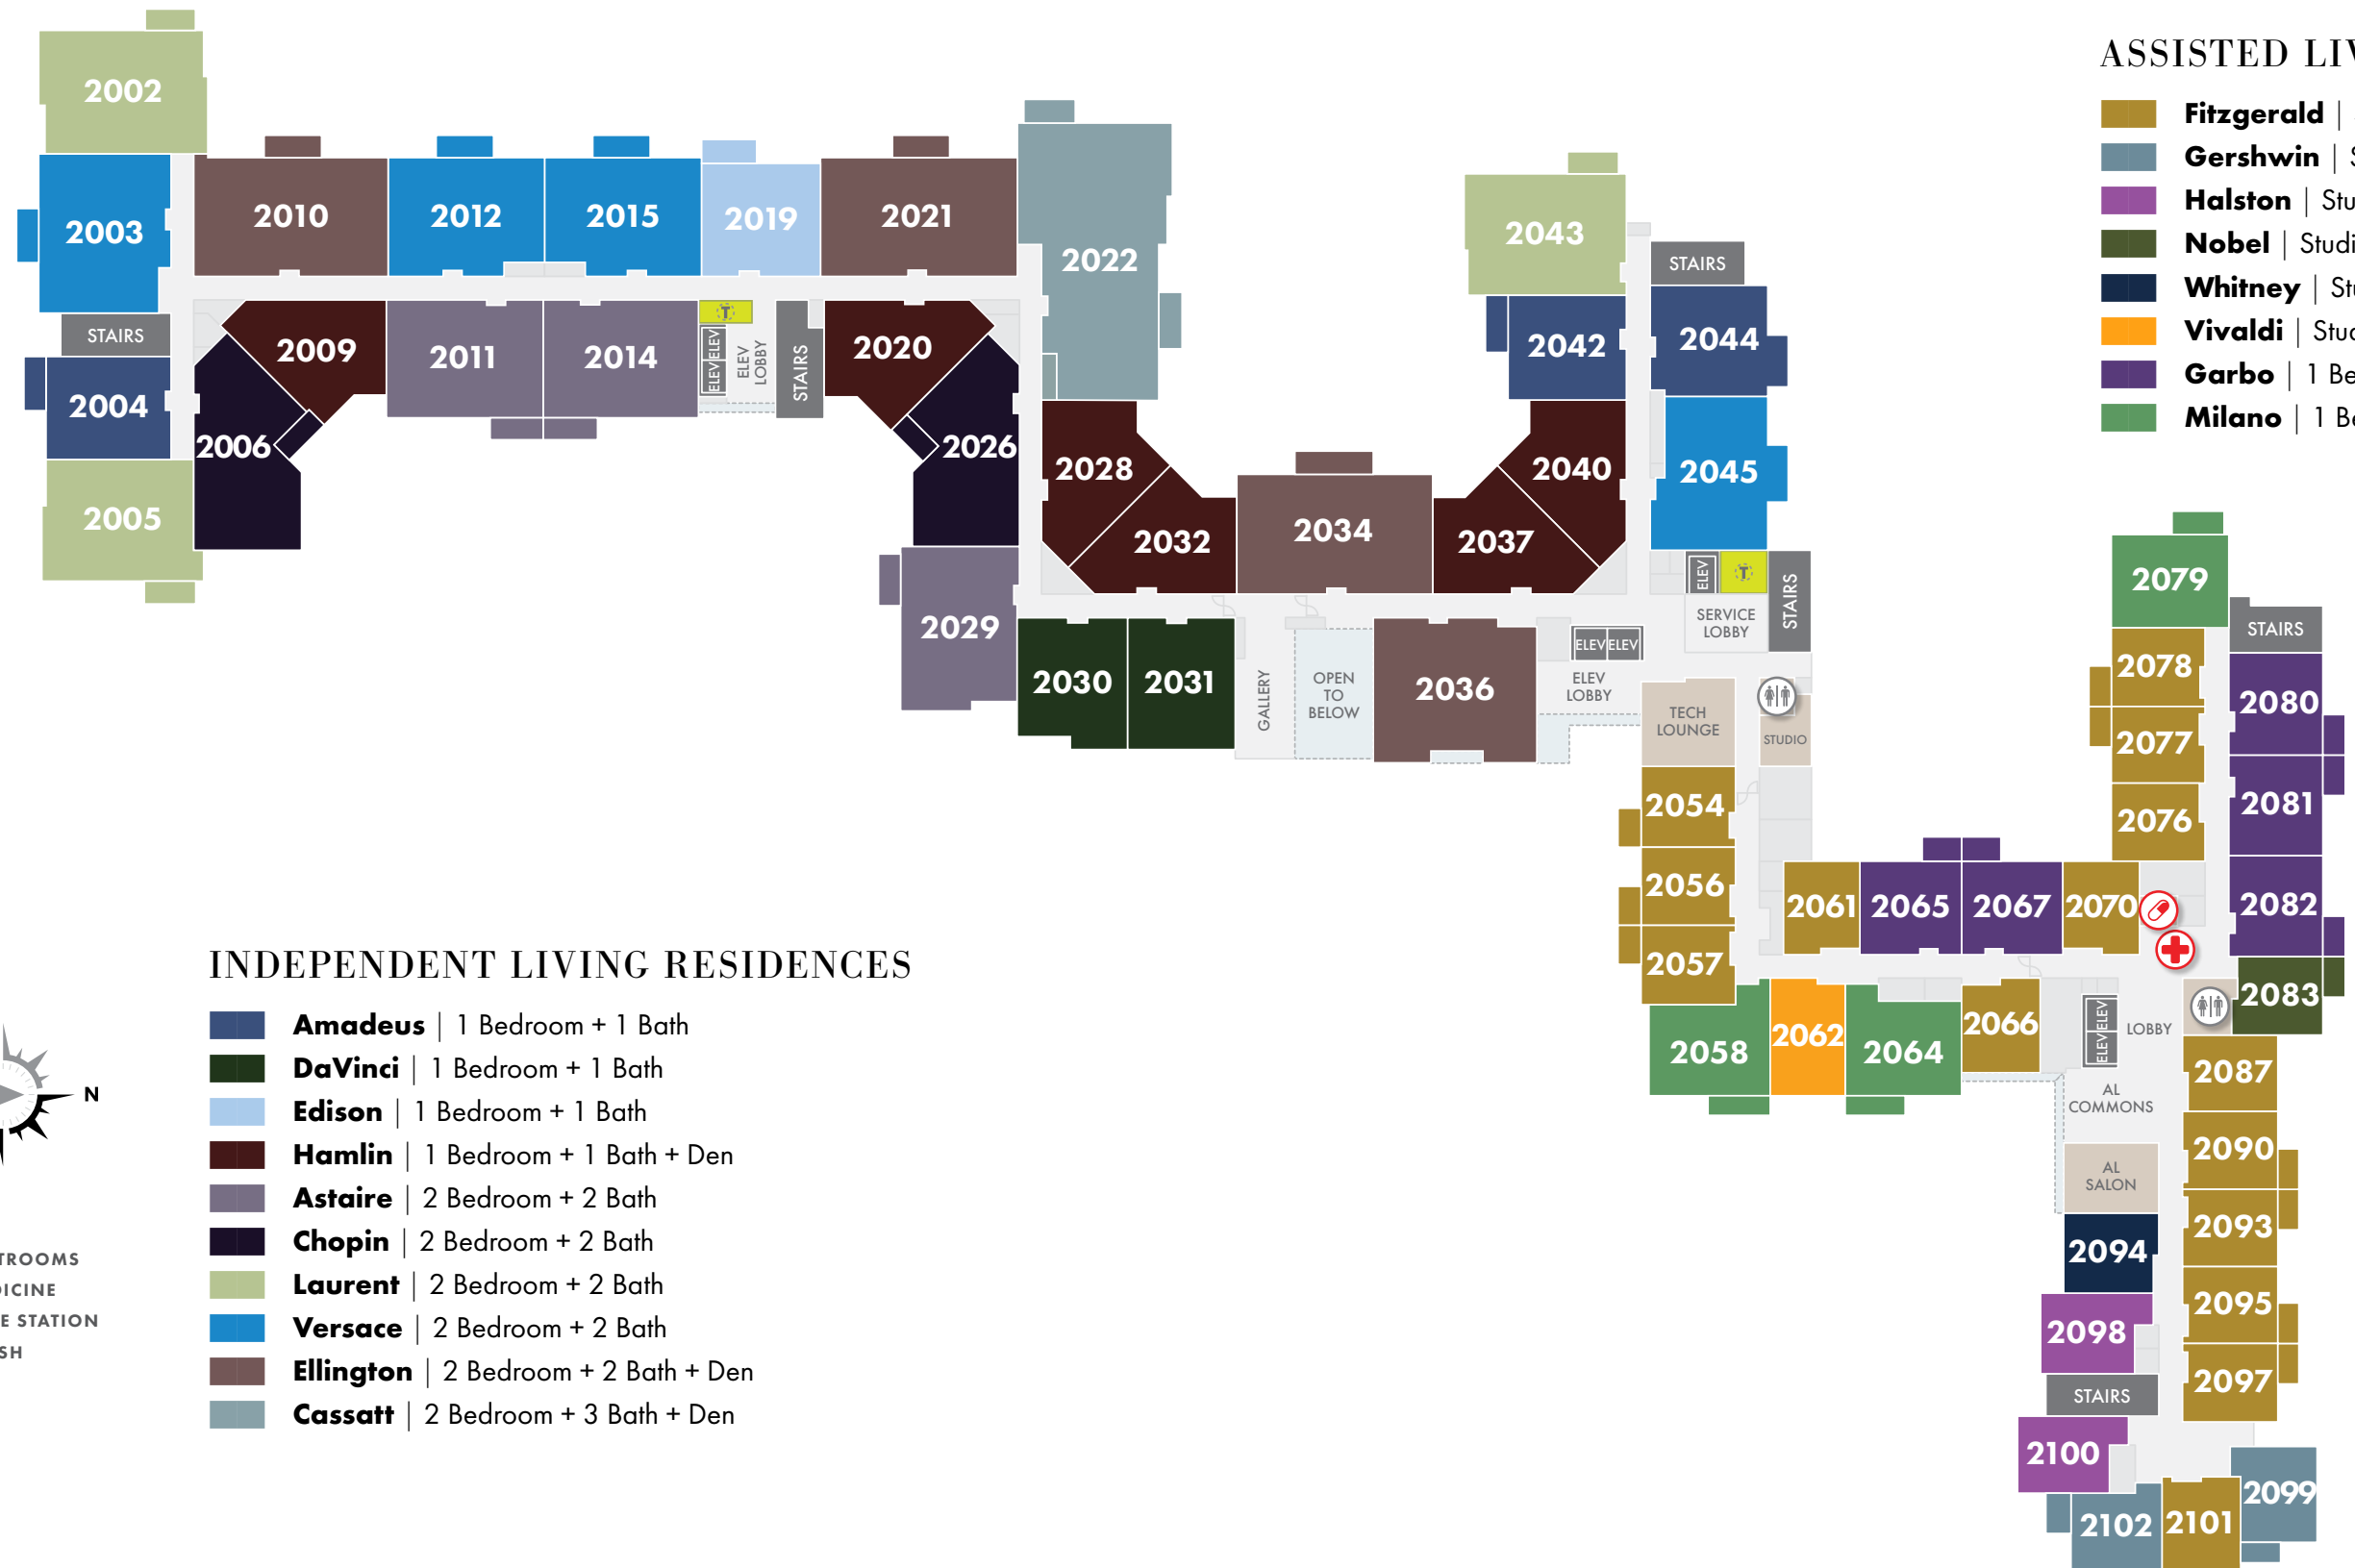 2002
2003
STAIRS
2004
2005
2006
2009
2010
2011
2012
2014
2015
ELEV
ELEV
ELEV
LOBBY
STAIRS
2019
2020
2021
2022
2026
2028
2029
2030
2031
2032
2034
GALLERY
OPEN
TO
BELOW
2036
2037
2040
2042
2043
STAIRS
2044
2045
ELEV
T
T
STAIRS
SERVICE
LOBBY
ELEV ELEV
ELEV
LOBBY
TECH
LOUNGE
STUDIO
2054
2056
2057
2058
2061
2062
2064
2065
2066
2067
2070
2076
2077
2078
2079
STAIRS
2080
2081
2082
2083
ELEV
ELEV
LOBBY
AL
COMMONS
AL
SALON
2087
2090
2093
2094
2095
2097
2098
STAIRS
2100
2099
2101
2102
ASSISTED LIV
Fitzgerald |
Gershwin | S
Halston | Stu
Nobel | Studi
Whitney | Stu
Vivaldi | Stud
Garbo | 1 Be
Milano | 1 Be
INDEPENDENT LIVING RESIDENCES
Amadeus | 1 Bedroom + 1 Bath
DaVinci | 1 Bedroom + 1 Bath
Edison | 1 Bedroom + 1 Bath
Hamlin | 1 Bedroom + 1 Bath + Den
Astaire | 2 Bedroom + 2 Bath
Chopin | 2 Bedroom + 2 Bath
Laurent | 2 Bedroom + 2 Bath
Versace | 2 Bedroom + 2 Bath
Ellington | 2 Bedroom + 2 Bath + Den
Cassatt | 2 Bedroom + 3 Bath + Den
N
TROOMS
DICINE
E STATION
SH